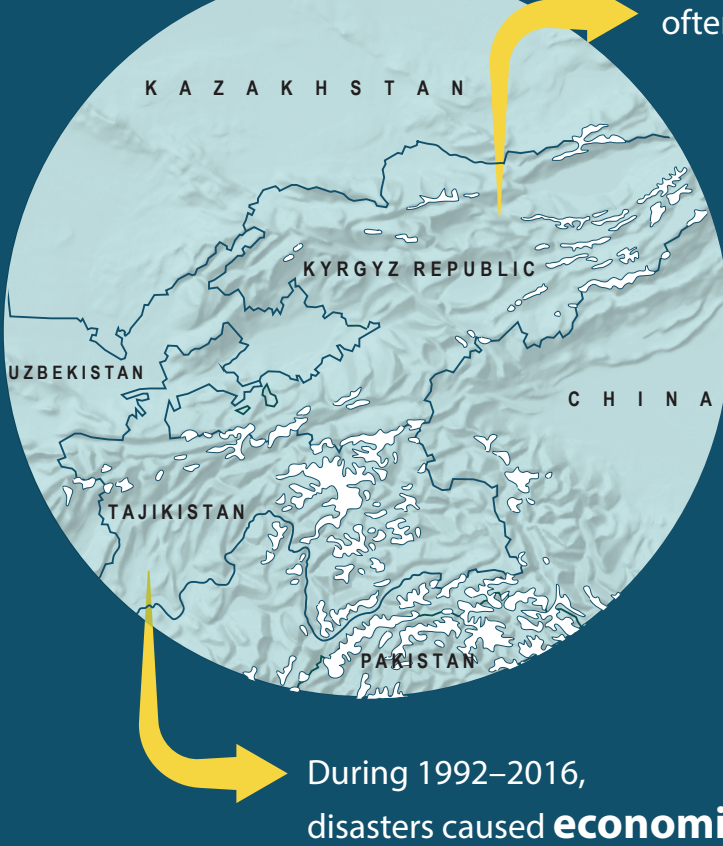 ofte
KAZAKHSTAN
KYRGYZ REPUBLIC
UZBEKISTAN
CHINA
TAJIKISTAN
PAKISTAN
During 1992–2016,
disasters caused economi